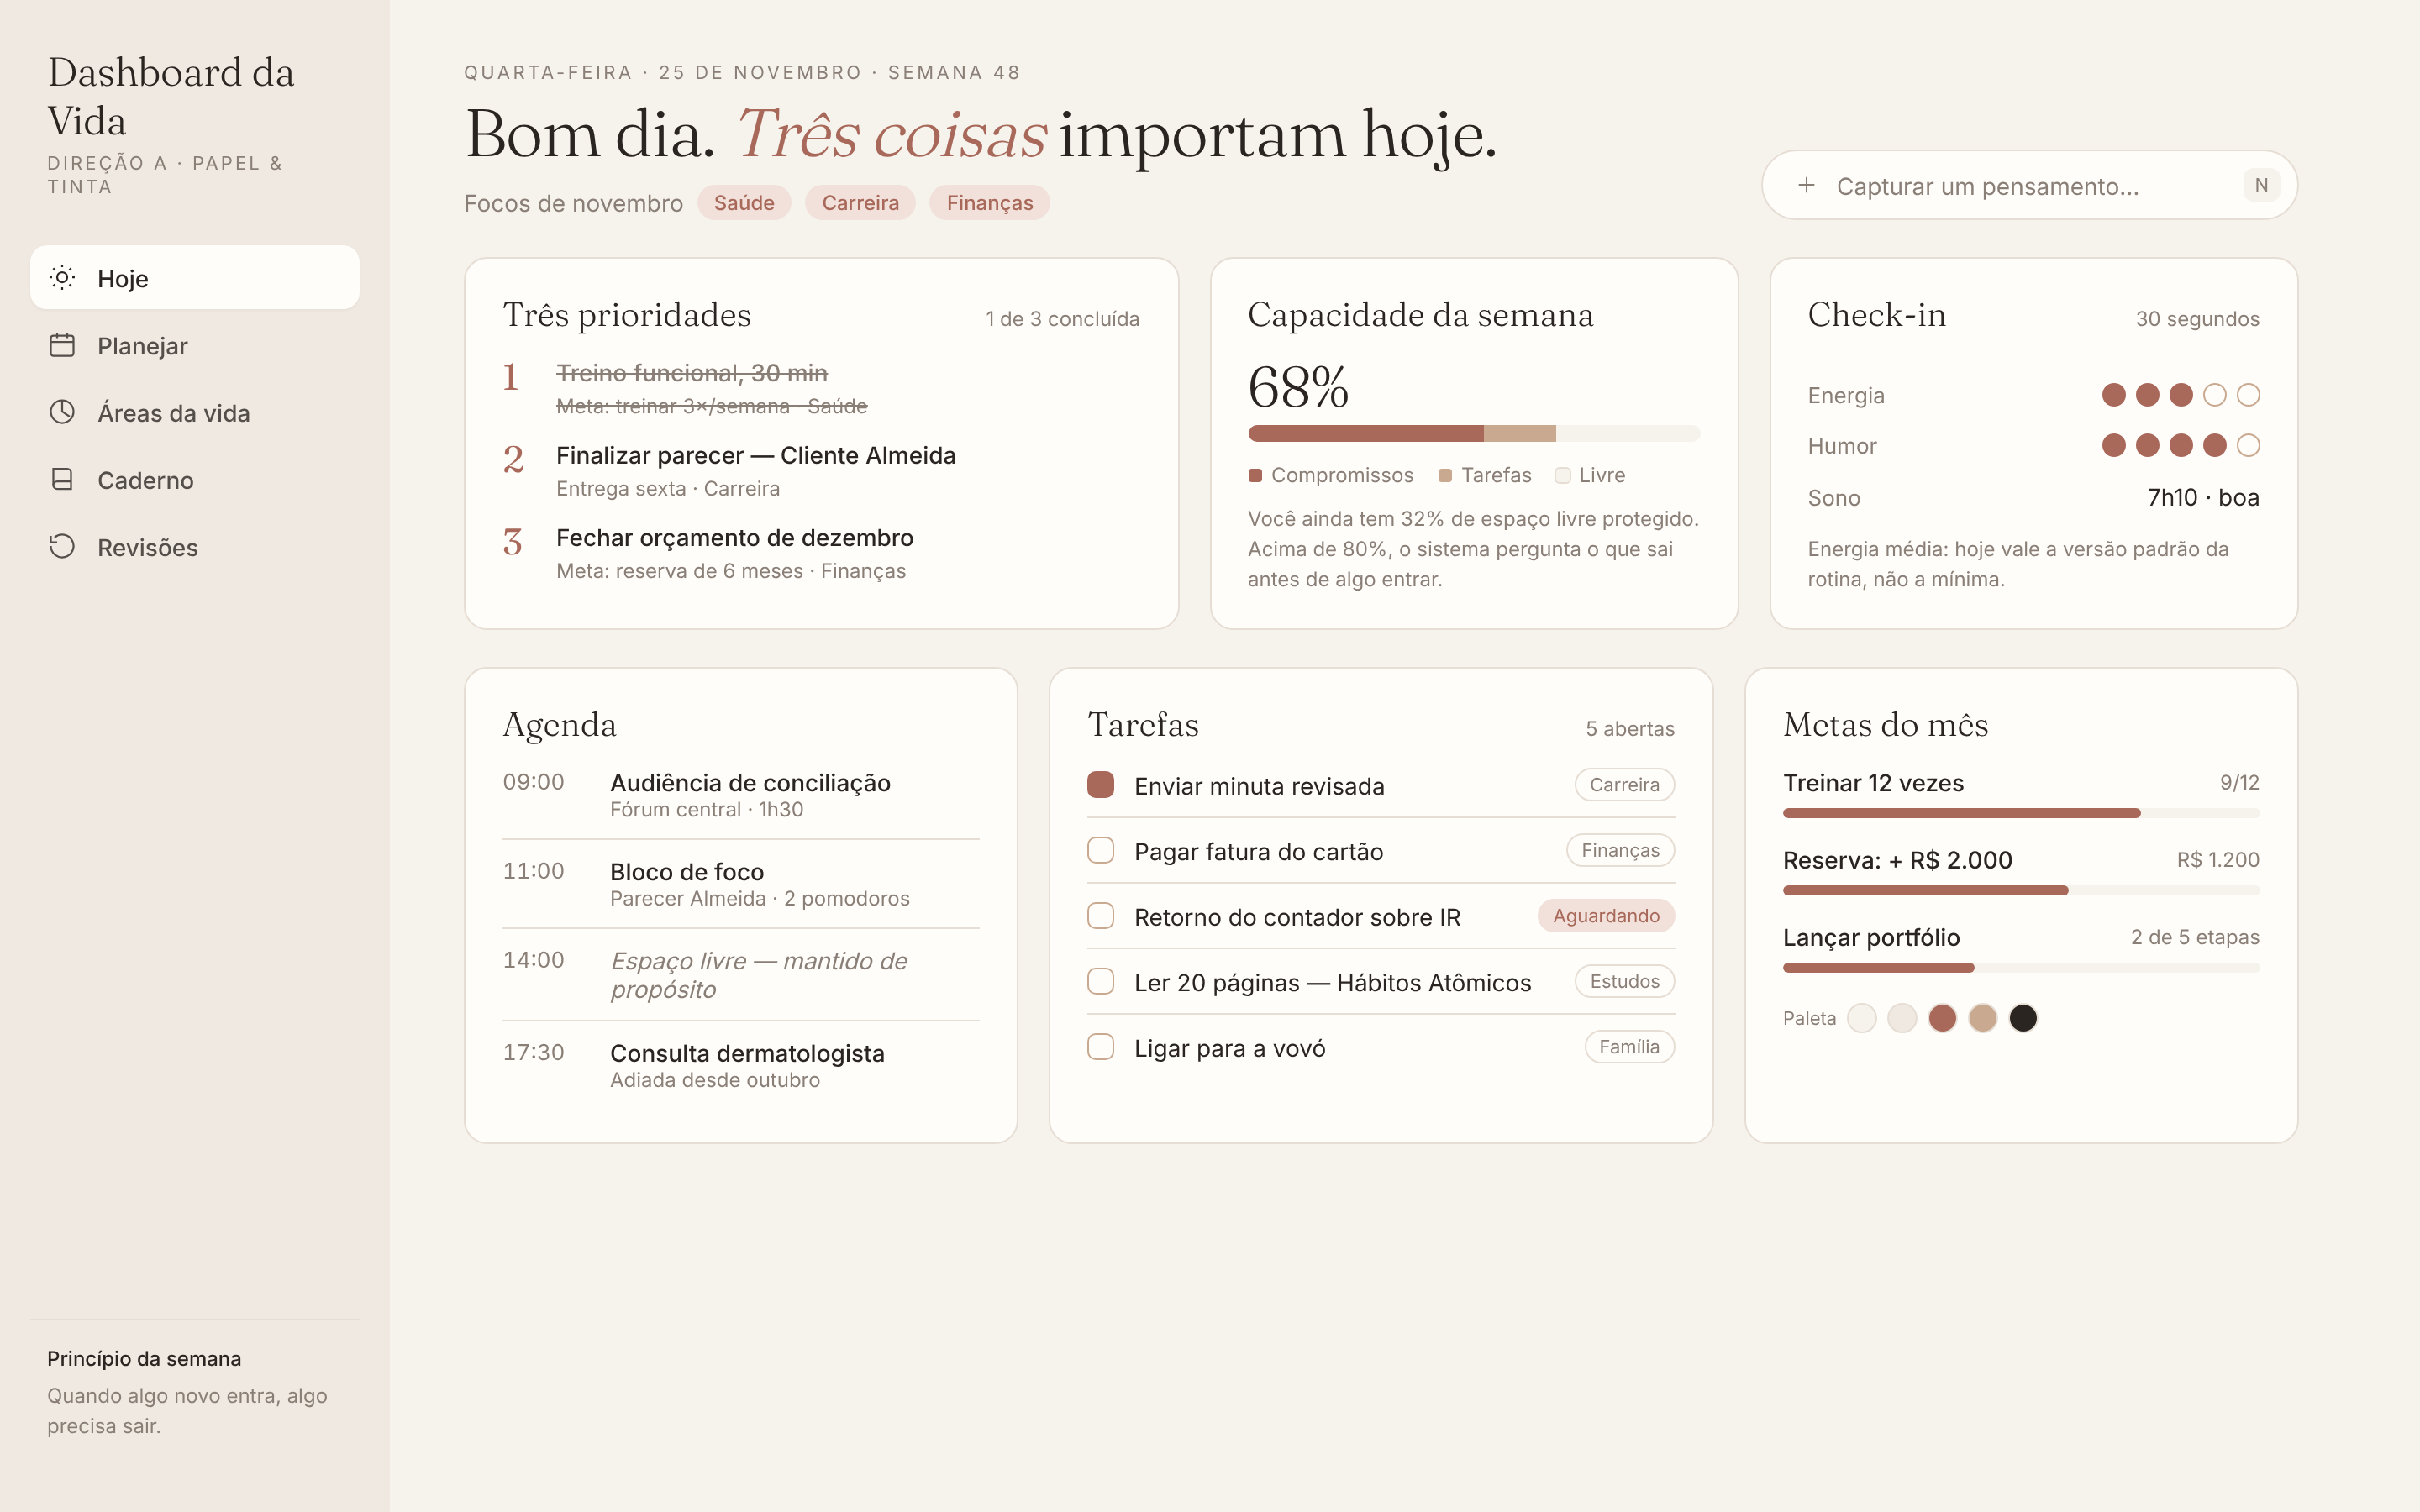 Dashboard da
Vida
DIREÇÃO A · PAPEL &
TINTA
Hoje
Planejar
Áreas da vida
Caderno
Revisões
Princípio da semana
Quando algo novo entra, algo
precisa sair.
QUARTA-FEIRA · 25 DE NOVEMBRO · SEMANA 48
Bom dia. Três coisas importam hoje.
Focos de novembro Saúde Carreira Finanças
+ Capturar um pensamento... N
Três prioridades 1 de 3 concluída
1 Treino funcional, 30 min
Meta: treinar 3×/semana · Saúde
2 Finalizar parecer — Cliente Almeida
Entrega sexta · Carreira
3 Fechar orçamento de dezembro
Meta: reserva de 6 meses · Finanças
Capacidade da semana
68%
Compromissos Tarefas Livre
Você ainda tem 32% de espaço livre protegido.
Acima de 80%, o sistema pergunta o que sai
antes de algo entrar.
Check-in 30 segundos
Energia
Humor
Sono 7h10 · boa
Energia média: hoje vale a versão padrão da
rotina, não a mínima.
Agenda
09:00 Audiência de conciliação
Fórum central · 1h30
11:00 Bloco de foco
Parecer Almeida · 2 pomodoros
14:00 Espaço livre — mantido de
propósito
17:30 Consulta dermatologista
Adiada desde outubro
Tarefas 5 abertas
Enviar minuta revisada Carreira
Pagar fatura do cartão Finanças
Retorno do contador sobre IR Aguardando
Ler 20 páginas — Hábitos Atômicos Estudos
Ligar para a vovó Família
Metas do mês
Treinar 12 vezes 9/12
Reserva: + R$ 2.000 R$ 1.200
Lançar portfólio 2 de 5 etapas
Paleta